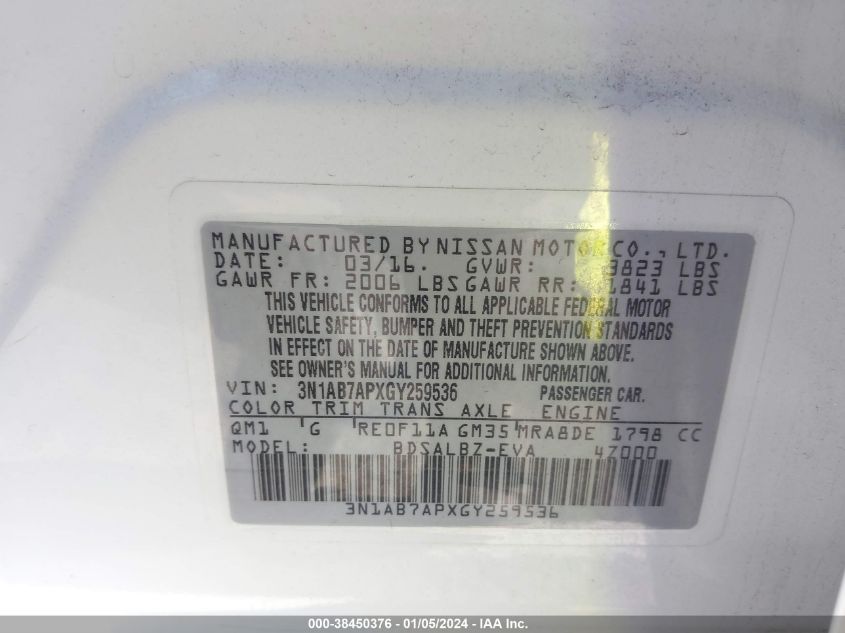 MANUFACTURED BY NISSAN MOTOR CO., LTD.
DATE: 03/16. GVWR: 3823 LBS
GAWR FR: 2006 LBS GAWR RR: 1841 LBS
THIS VEHICLE CONFORMS TO ALL APPLICABLE FEDERAL MOTOR
VEHICLE SAFETY, BUMPER AND THEFT PREVENTION STANDARDS
IN EFFECT ON THE DATE OF MANUFACTURE SHOWN ABOVE.
SEE OWNER'S MANUAL FOR ADDITIONAL INFORMATION.
VIN: 3N1AB7APXGY259536 PASSENGER CAR.
COLOR TRIM TRANS AXLE ENGINE
QM1 G RE0F11A GM35 MRA8DE 1798 CC
MODEL: BDSALBZ-EVA 47000
3N1AB7APXGY259536
000-38450376 - 01/05/2024 - IAA Inc.